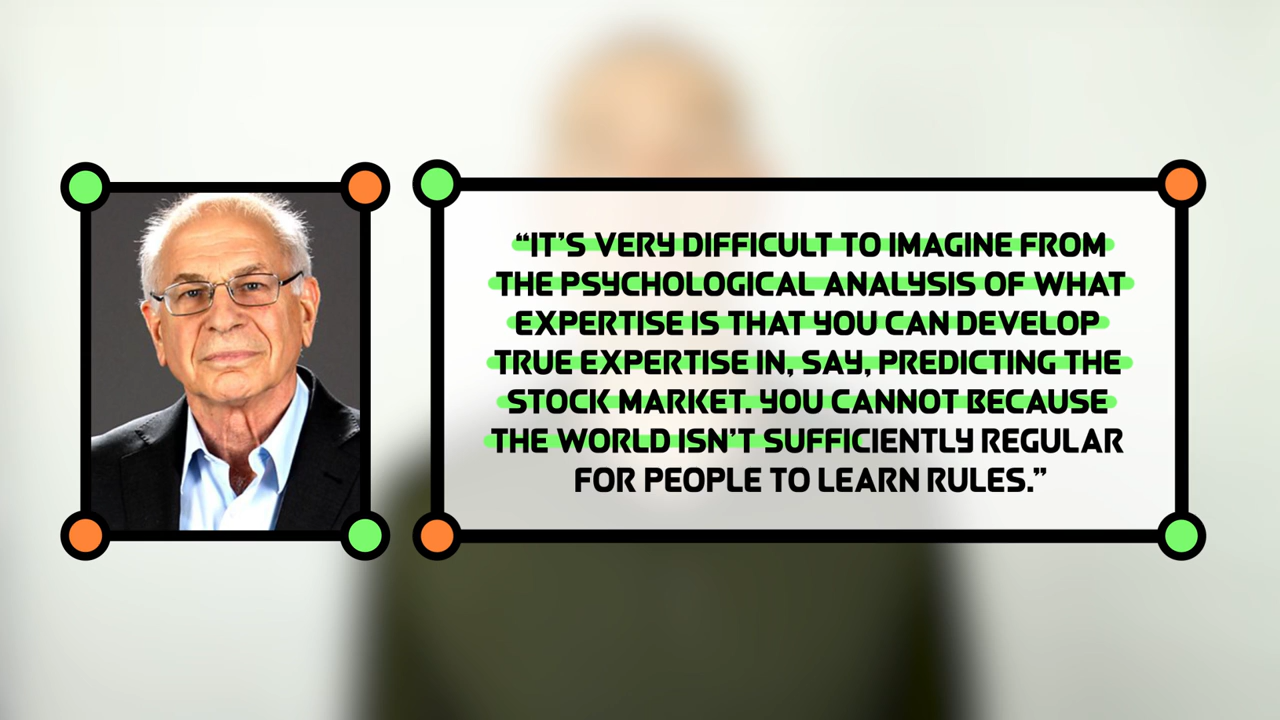 “IT’S VERY DIFFICULT TO IMAGINE FROM
THE PSYCHOLOGICAL ANALYSIS OF WHAT
EXPERTISE IS THAT YOU CAN DEVELOP
TRUE EXPERTISE IN, SAY, PREDICTING THE
STOCK MARKET. YOU CANNOT BECAUSE
THE WORLD ISN’T SUFFICIENTLY REGULAR
FOR PEOPLE TO LEARN RULES.”